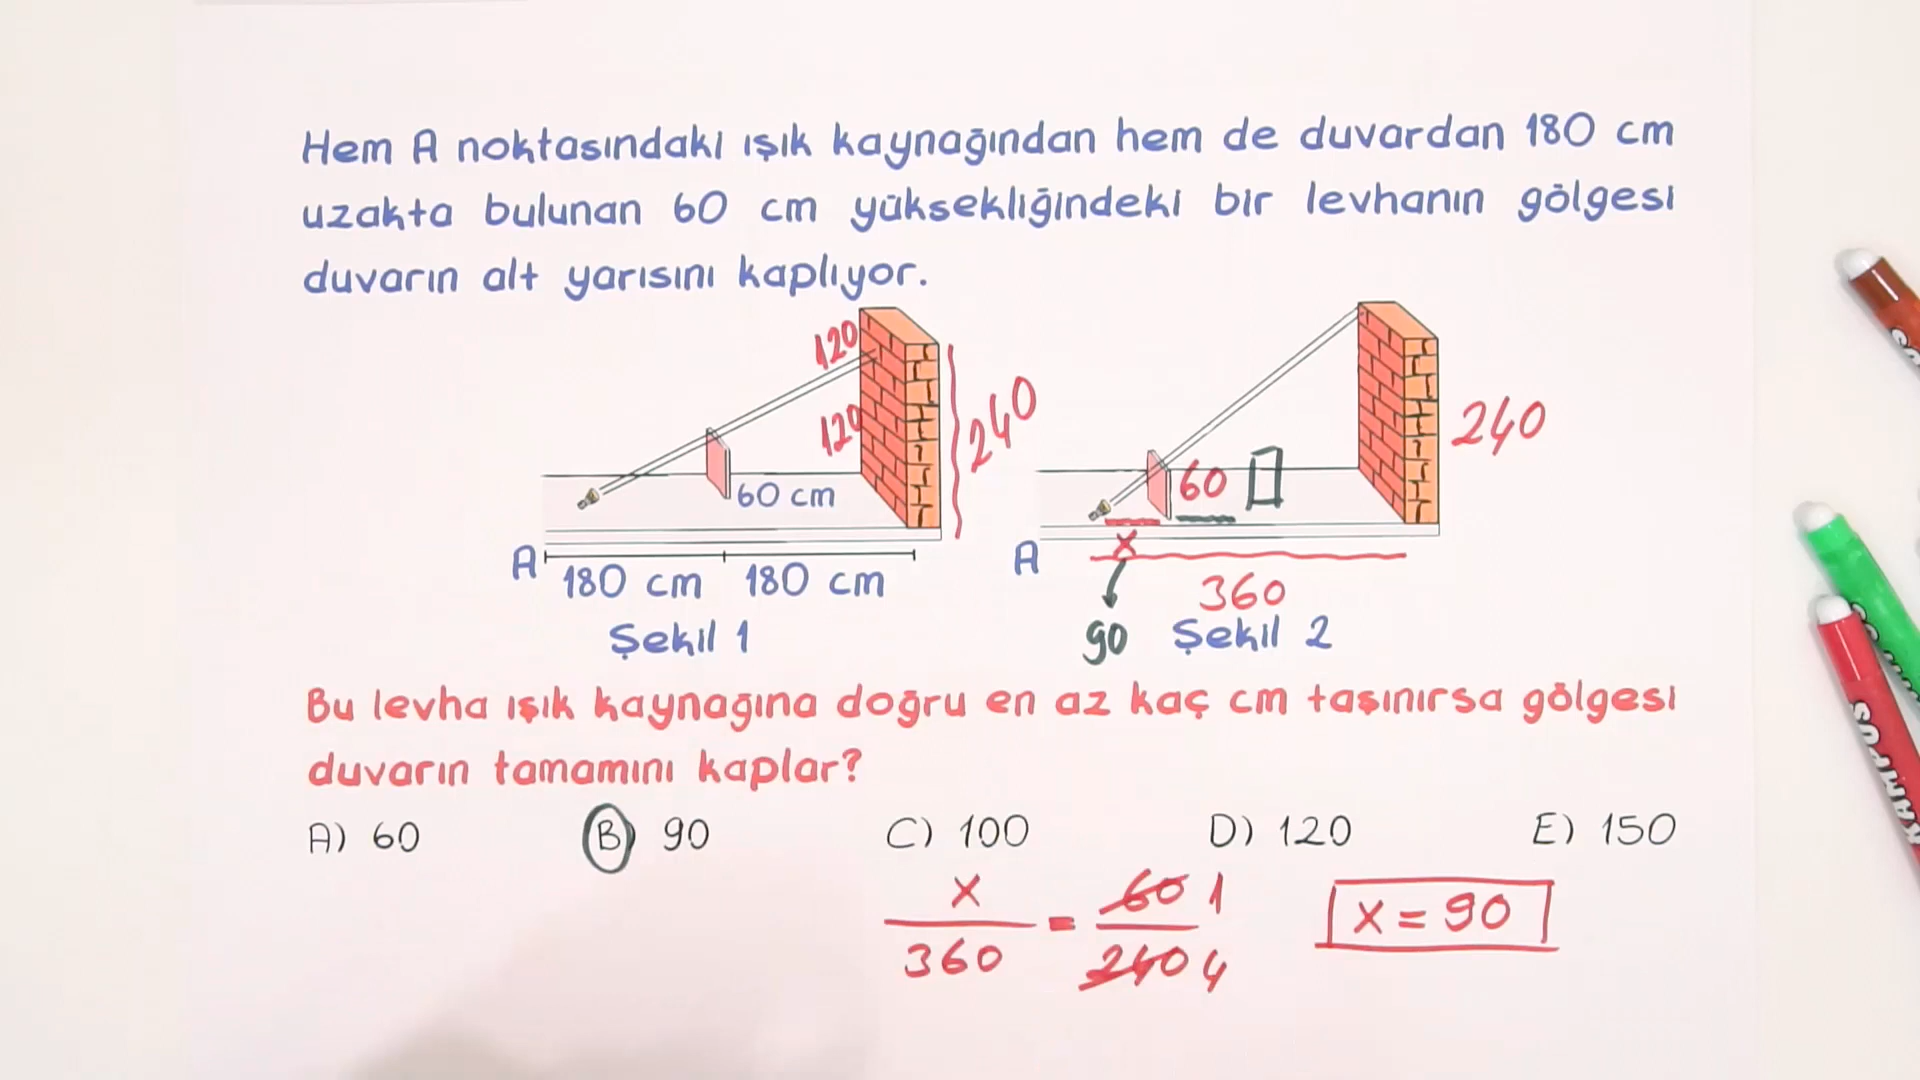 Hem A noktasındaki ışık kaynağından hem de duvardan 180 cm
uzakta bulunan 60 cm yüksekliğindeki bir levhanın gölgesi
duvarın alt yarısını kaplıyor.
120
120
240
60 cm
A
180 cm 180 cm
Şekil 1
60
240
A
x
360
90
Şekil 2
Bu levha ışık kaynağına doğru en az kaç cm taşınırsa gölgesi
duvarın tamamını kaplar?
A) 60 B) 90 C) 100 D) 120 E) 150
x/360 = 60/240 1/4
x = 90
KAMPUS